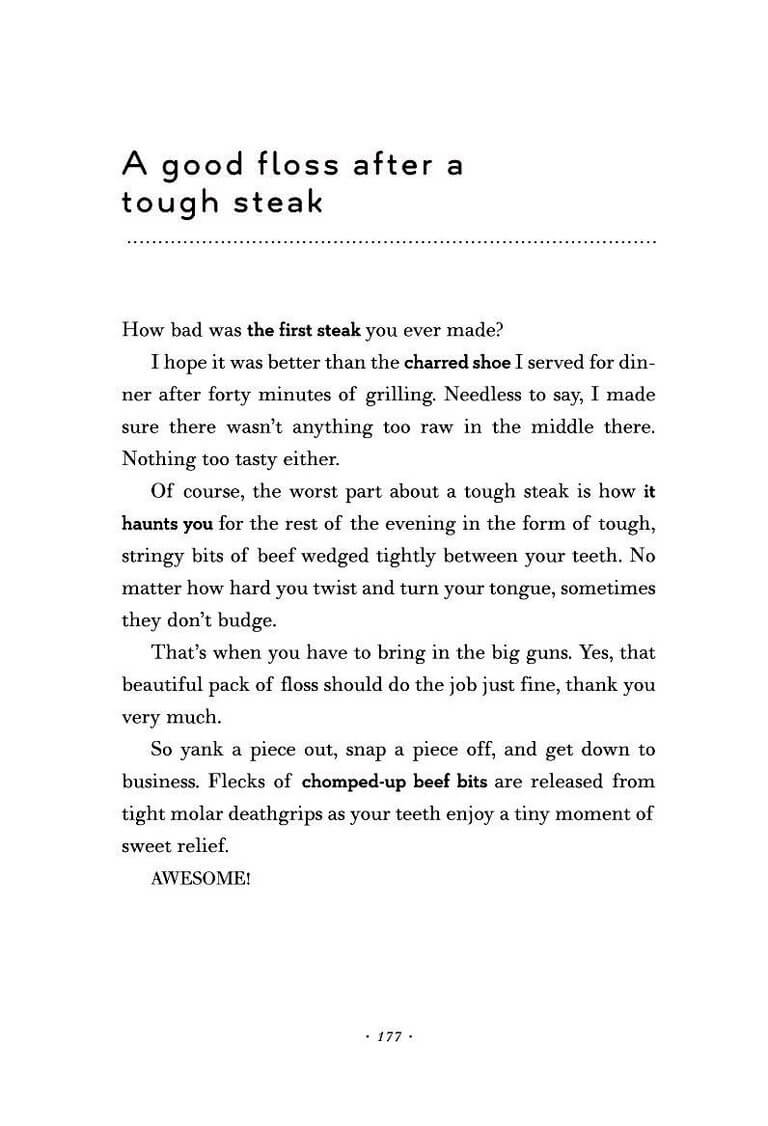 A good floss after a
tough steak
How bad was the first steak you ever made?
I hope it was better than the charred shoe I served for din-
ner after forty minutes of grilling. Needless to say, I made
sure there wasn’t anything too raw in the middle there.
Nothing too tasty either.
Of course, the worst part about a tough steak is how it
haunts you for the rest of the evening in the form of tough,
stringy bits of beef wedged tightly between your teeth. No
matter how hard you twist and turn your tongue, sometimes
they don’t budge.
That’s when you have to bring in the big guns. Yes, that
beautiful pack of floss should do the job just fine, thank you
very much.
So yank a piece out, snap a piece off, and get down to
business. Flecks of chomped-up beef bits are released from
tight molar deathgrips as your teeth enjoy a tiny moment of
sweet relief.
AWESOME!
· 177 ·